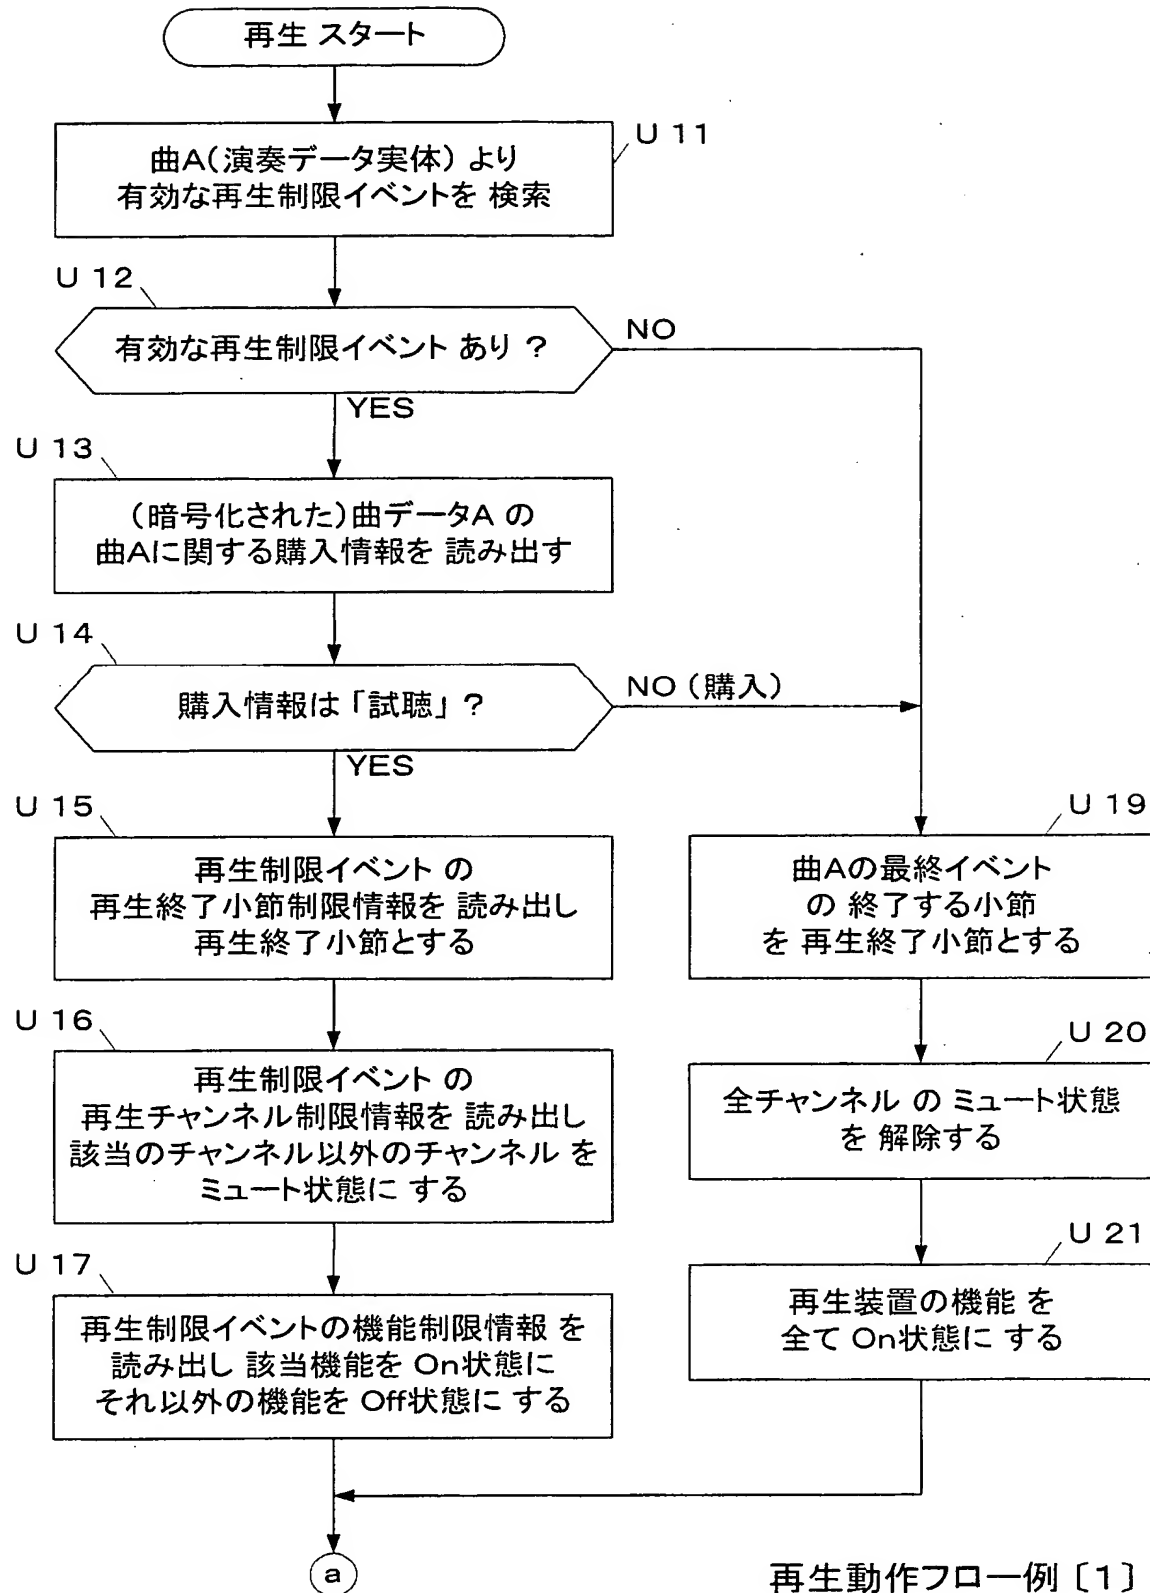 再生 スタート
U 11
曲A(演奏データ実体) より
有効な再生制限イベントを 検索
U 12
有効な再生制限イベント あり ?
NO
YES
U 13
(暗号化された)曲データA の
曲Aに関する購入情報を 読み出す
U 14
購入情報は「試聴」 ?
NO (購入)
YES
U 15
再生制限イベント の
再生終了小節制限情報を 読み出し
再生終了小節とする
U 16
再生制限イベント の
再生チャンネル制限情報を 読み出し
該当のチャンネル以外のチャンネル を
ミュート状態に する
U 17
再生制限イベントの機能制限情報 を
読み出し 該当機能を On状態に
それ以外の機能を Off状態に する
U 19
曲Aの最終イベント
の 終了する小節
を 再生終了小節とする
U 20
全チャンネル の ミュート状態
を 解除する
U 21
再生装置の機能 を
全て On状態に する
a
再生動作フロー例〔1〕